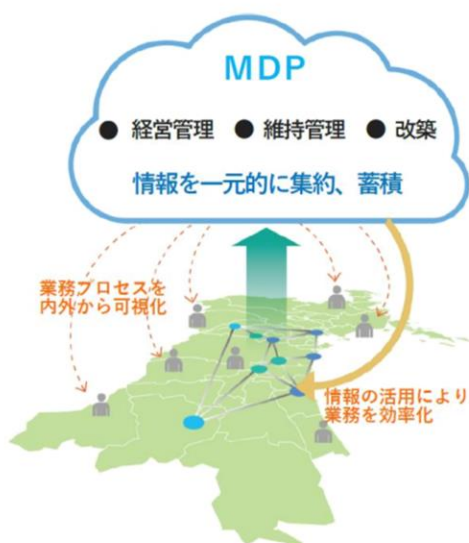 MDP
● 経営管理 ● 維持管理 ● 改築
情報を一元的に集約、蓄積
業務プロセスを
内外から可視化
情報の活用により
業務を効率化